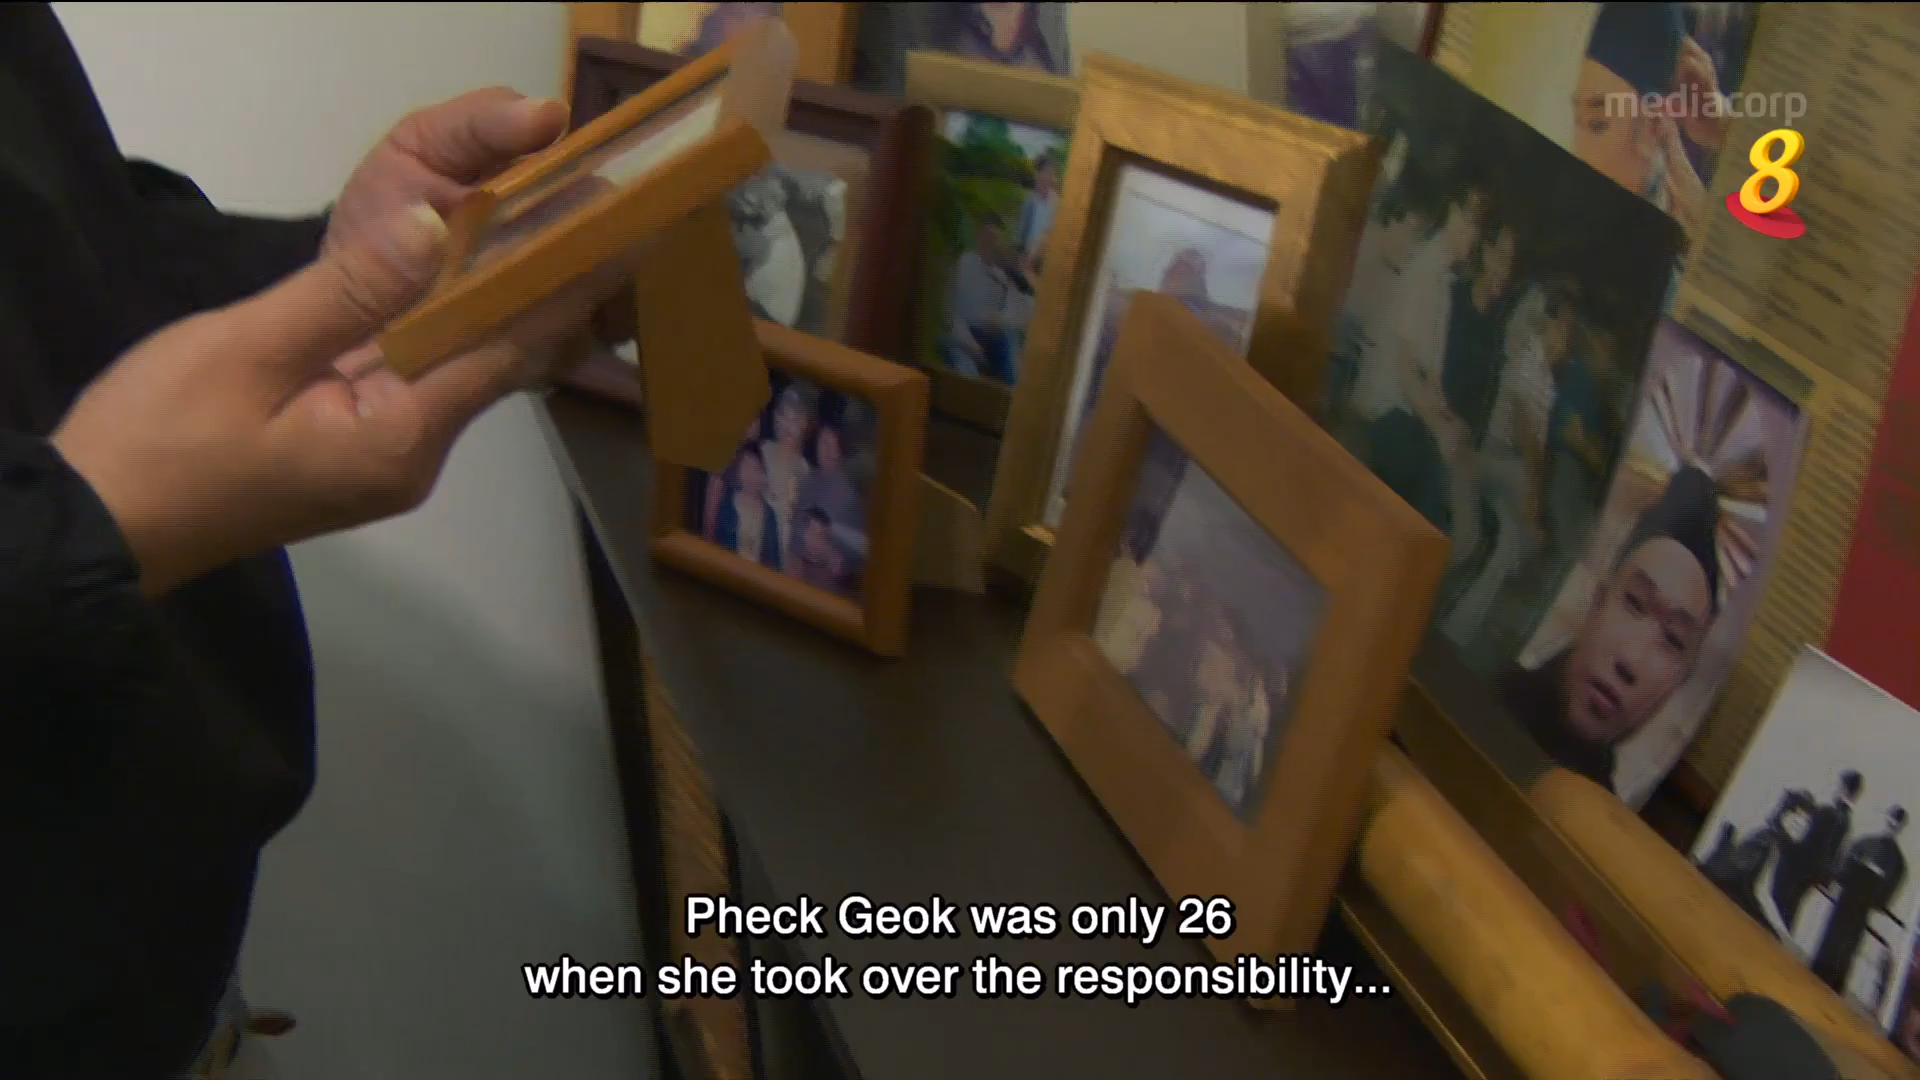 mediacorp
8
Pheck Geok was only 26
when she took over the responsibility...